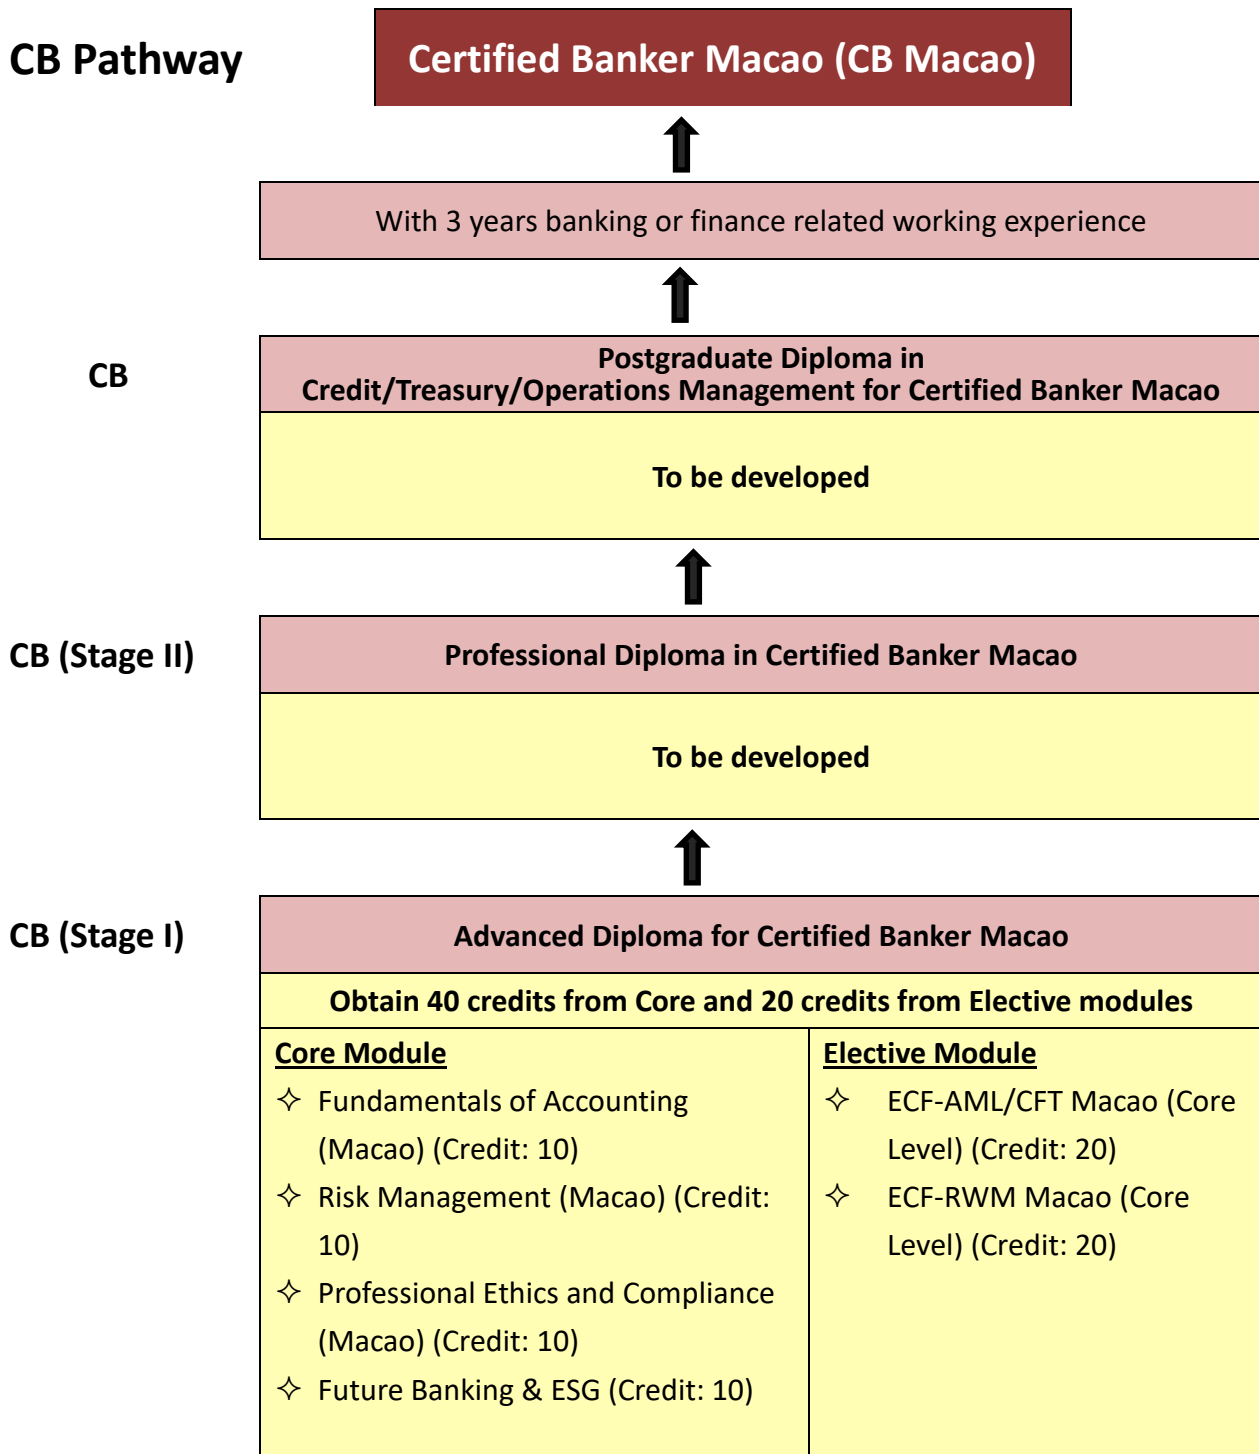 CB Pathway
Certified Banker Macao (CB Macao)
With 3 years banking or finance related working experience
CB
Postgraduate Diploma in
Credit/Treasury/Operations Management for Certified Banker Macao
To be developed
CB (Stage II)
Professional Diploma in Certified Banker Macao
To be developed
CB (Stage I)
Advanced Diploma for Certified Banker Macao
Obtain 40 credits from Core and 20 credits from Elective modules
Core Module
✧ Fundamentals of Accounting
(Macao) (Credit: 10)
✧ Risk Management (Macao) (Credit:
10)
✧ Professional Ethics and Compliance
(Macao) (Credit: 10)
✧ Future Banking & ESG (Credit: 10)
Elective Module
✧ ECF-AML/CFT Macao (Core
Level) (Credit: 20)
✧ ECF-RWM Macao (Core
Level) (Credit: 20)